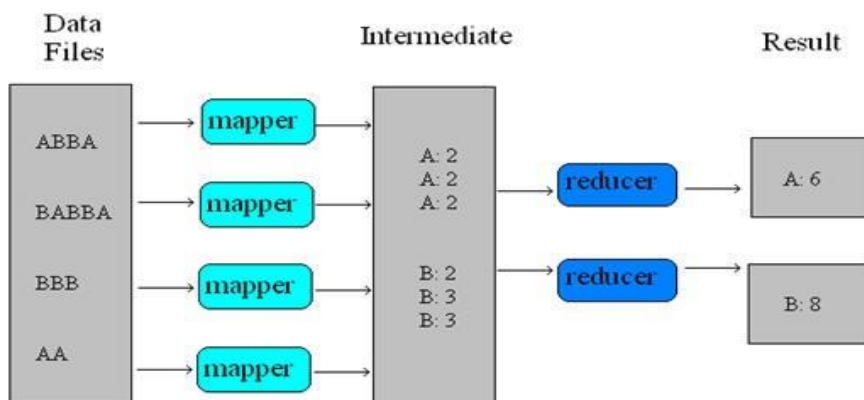 Data
Files
Intermediate
Result
ABBA
BABBA
BBB
AA
mapper
mapper
mapper
mapper
A: 2
A: 2
A: 2
B: 2
B: 3
B: 3
reducer
reducer
A: 6
B: 8